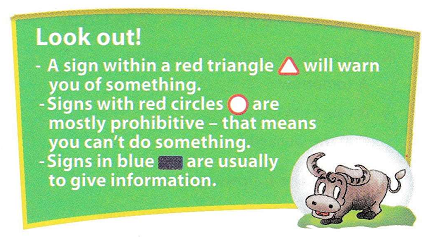 Look out!
- A sign within a red triangle will warn
you of something.
- Signs with red circles are
mostly prohibitive – that means
you can't do something.
- Signs in blue are usually
to give information.